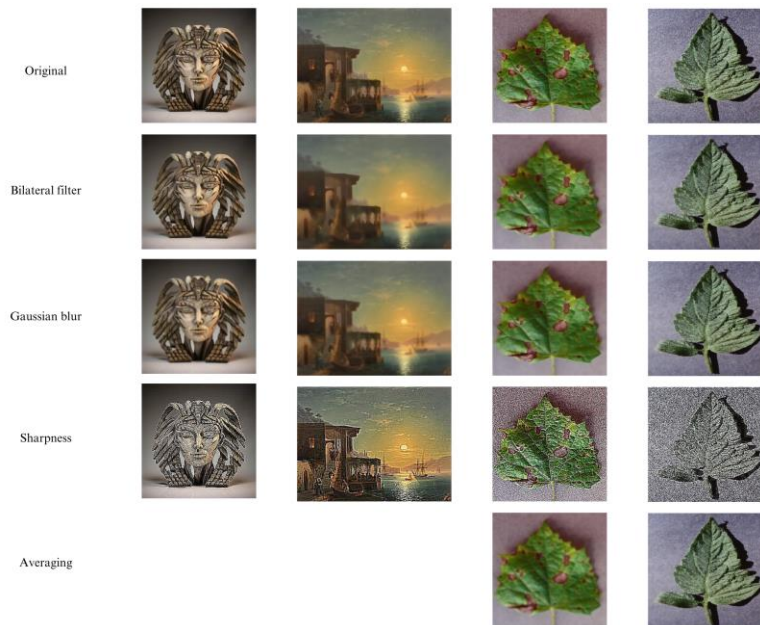 Original
Bilateral filter
Gaussian blur
Sharpness
Averaging